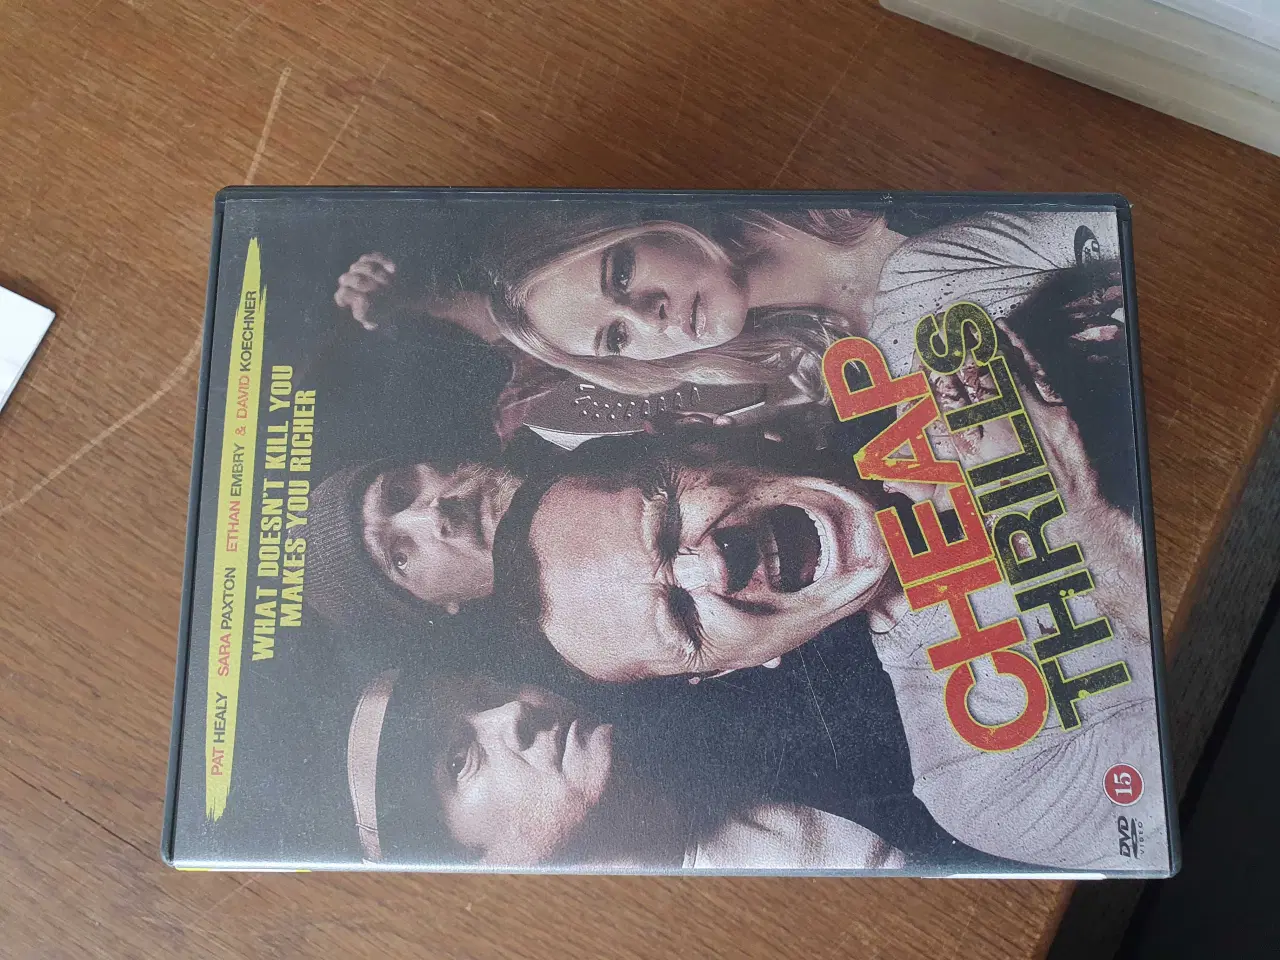 PAT HEALY SARA PAXTON ETHAN EMBRY & DAVID KOECHNER
WHAT DOESN'T KILL YOU
MAKES YOU RICHER
CHEAP
THRILLS
15
DVD
VIDEO